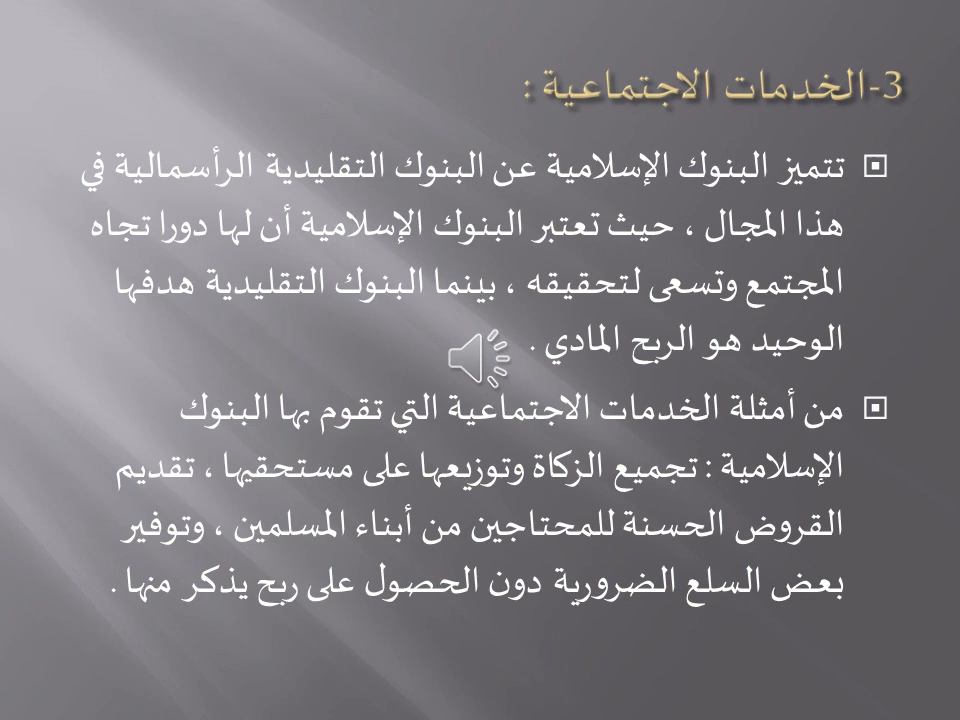 3-الخدمات الاجتماعية :
تتميز البنوك الإسلامية عن البنوك التقليدية الرأسمالية في
هذا المجال ، حيث تعتبر البنوك الإسلامية أن لها دورا تجاه
المجتمع وتسعى لتحقيقه ، بينما البنوك التقليدية هدفها
الوحيد هو الربح المادي .
من أمثلة الخدمات الاجتماعية التي تقوم بها البنوك
الإسلامية : تجميع الزكاة وتوزيعها على مستحقيها ، تقديم
القروض الحسنة للمحتاجين من أبناء المسلمين ، وتوفير
بعض السلع الضرورية دون الحصول على ربح يذكر منها .